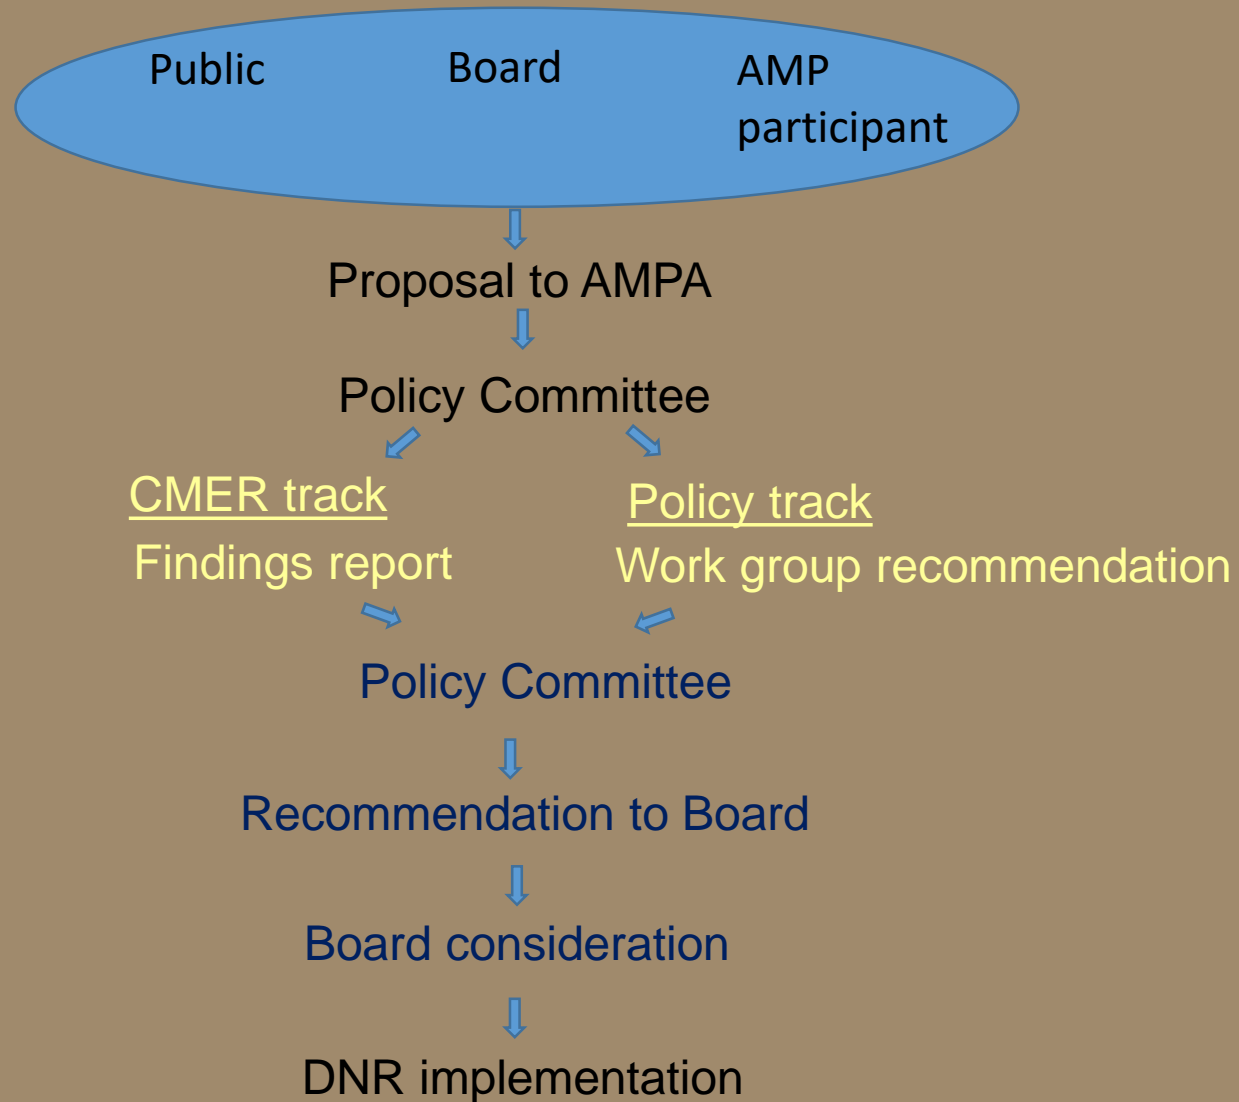 Public
Board
AMP
participant
Proposal to AMPA
Policy Committee
CMER track
Findings report
Policy track
Work group recommendation
Policy Committee
Recommendation to Board
Board consideration
DNR implementation